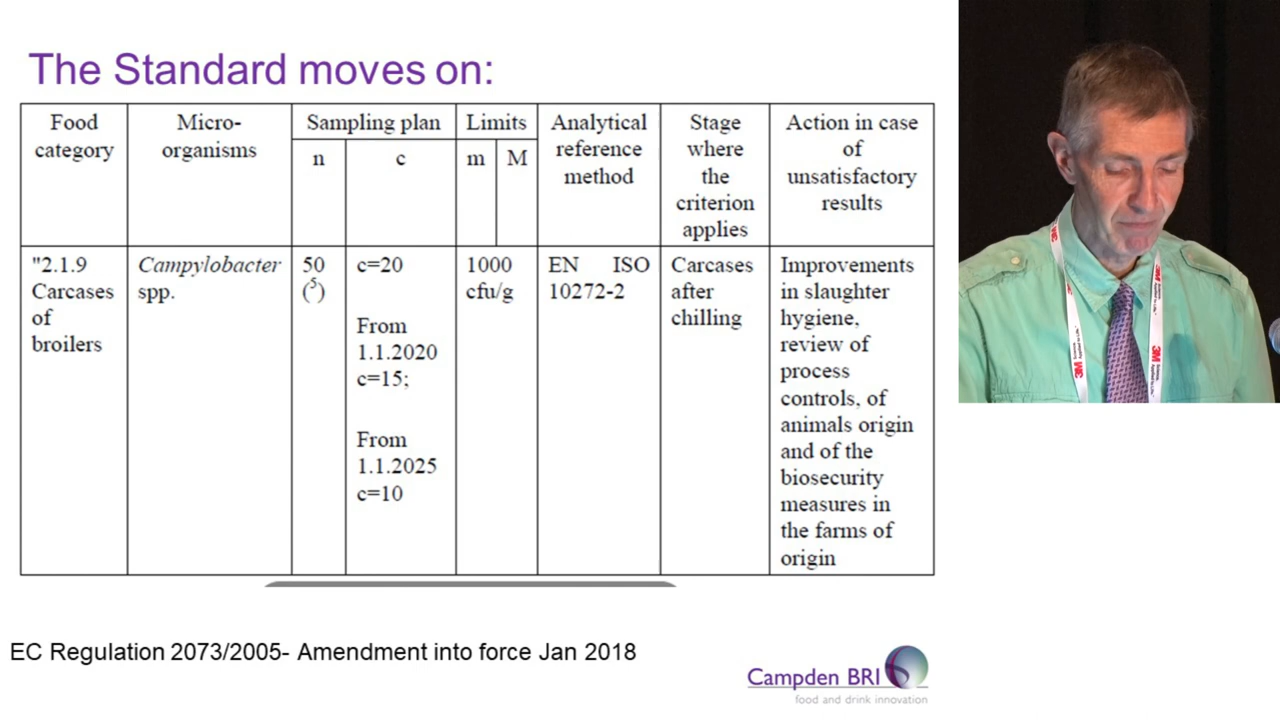 The Standard moves on:
Food category
Micro-organisms
Sampling plan
n
c
Limits
m
M
Analytical reference method
Stage where the criterion applies
Action in case of unsatisfactory results
"2.1.9
Carcases
of
broilers
Campylobacter
spp.
50
(5)
c=20
From
1.1.2020
c=15;
From
1.1.2025
c=10
1000
cfu/g
EN ISO
10272-2
Carcases
after
chilling
Improvements
in slaughter
hygiene,
review of
process
controls, of
animals origin
and of the
biosecurity
measures in
the farms of
origin
EC Regulation 2073/2005- Amendment into force Jan 2018
Campden BRI
food and drink innovation
3M
3M